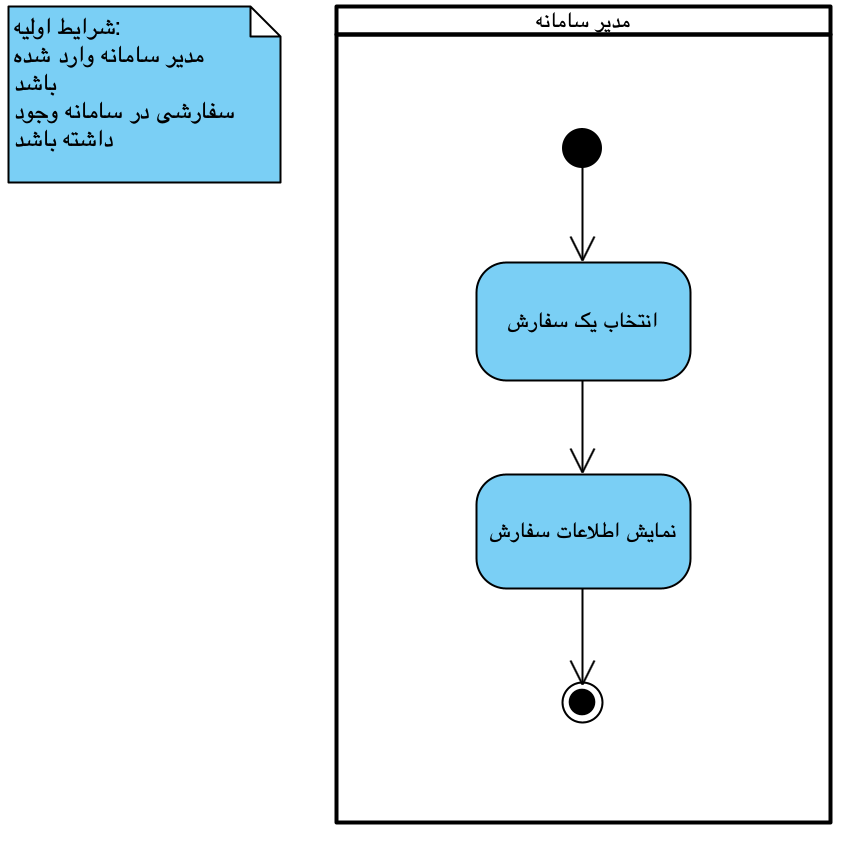 شرایط اولیه:
مدیر سامانه وارد شده
باشد
سفارشی در سامانه وجود
داشته باشد
مدیر سامانه
انتخاب یک سفارش
نمایش اطلاعات سفارش